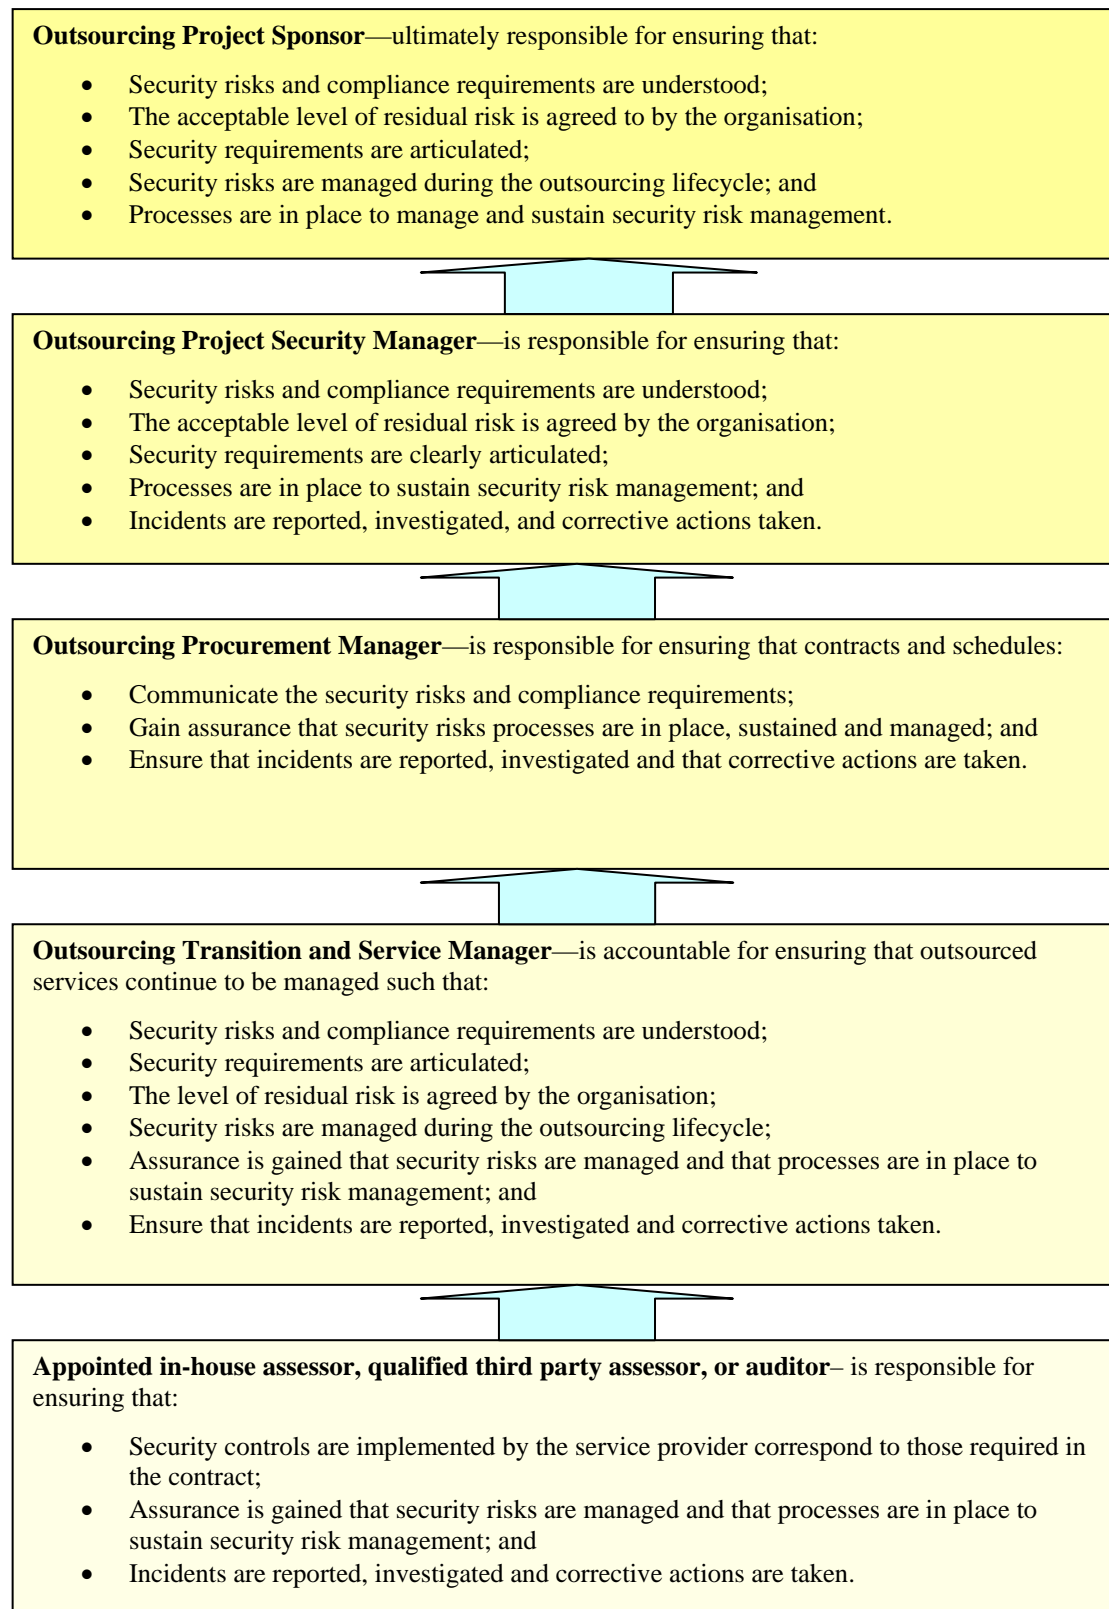 Outsourcing Project Sponsor—ultimately responsible for ensuring that:
• Security risks and compliance requirements are understood;
• The acceptable level of residual risk is agreed to by the organisation;
• Security requirements are articulated;
• Security risks are managed during the outsourcing lifecycle; and
• Processes are in place to manage and sustain security risk management.
Outsourcing Project Security Manager—is responsible for ensuring that:
• Security risks and compliance requirements are understood;
• The acceptable level of residual risk is agreed by the organisation;
• Security requirements are clearly articulated;
• Processes are in place to sustain security risk management; and
• Incidents are reported, investigated, and corrective actions taken.
Outsourcing Procurement Manager—is responsible for ensuring that contracts and schedules:
• Communicate the security risks and compliance requirements;
• Gain assurance that security risks processes are in place, sustained and managed; and
• Ensure that incidents are reported, investigated and that corrective actions are taken.
Outsourcing Transition and Service Manager—is accountable for ensuring that outsourced
services continue to be managed such that:
• Security risks and compliance requirements are understood;
• Security requirements are articulated;
• The level of residual risk is agreed by the organisation;
• Security risks are managed during the outsourcing lifecycle;
• Assurance is gained that security risks are managed and that processes are in place to
sustain security risk management; and
• Ensure that incidents are reported, investigated and corrective actions taken.
Appointed in-house assessor, qualified third party assessor, or auditor– is responsible for
ensuring that:
• Security controls are implemented by the service provider correspond to those required in
the contract;
• Assurance is gained that security risks are managed and that processes are in place to
sustain security risk management; and
• Incidents are reported, investigated and corrective actions are taken.